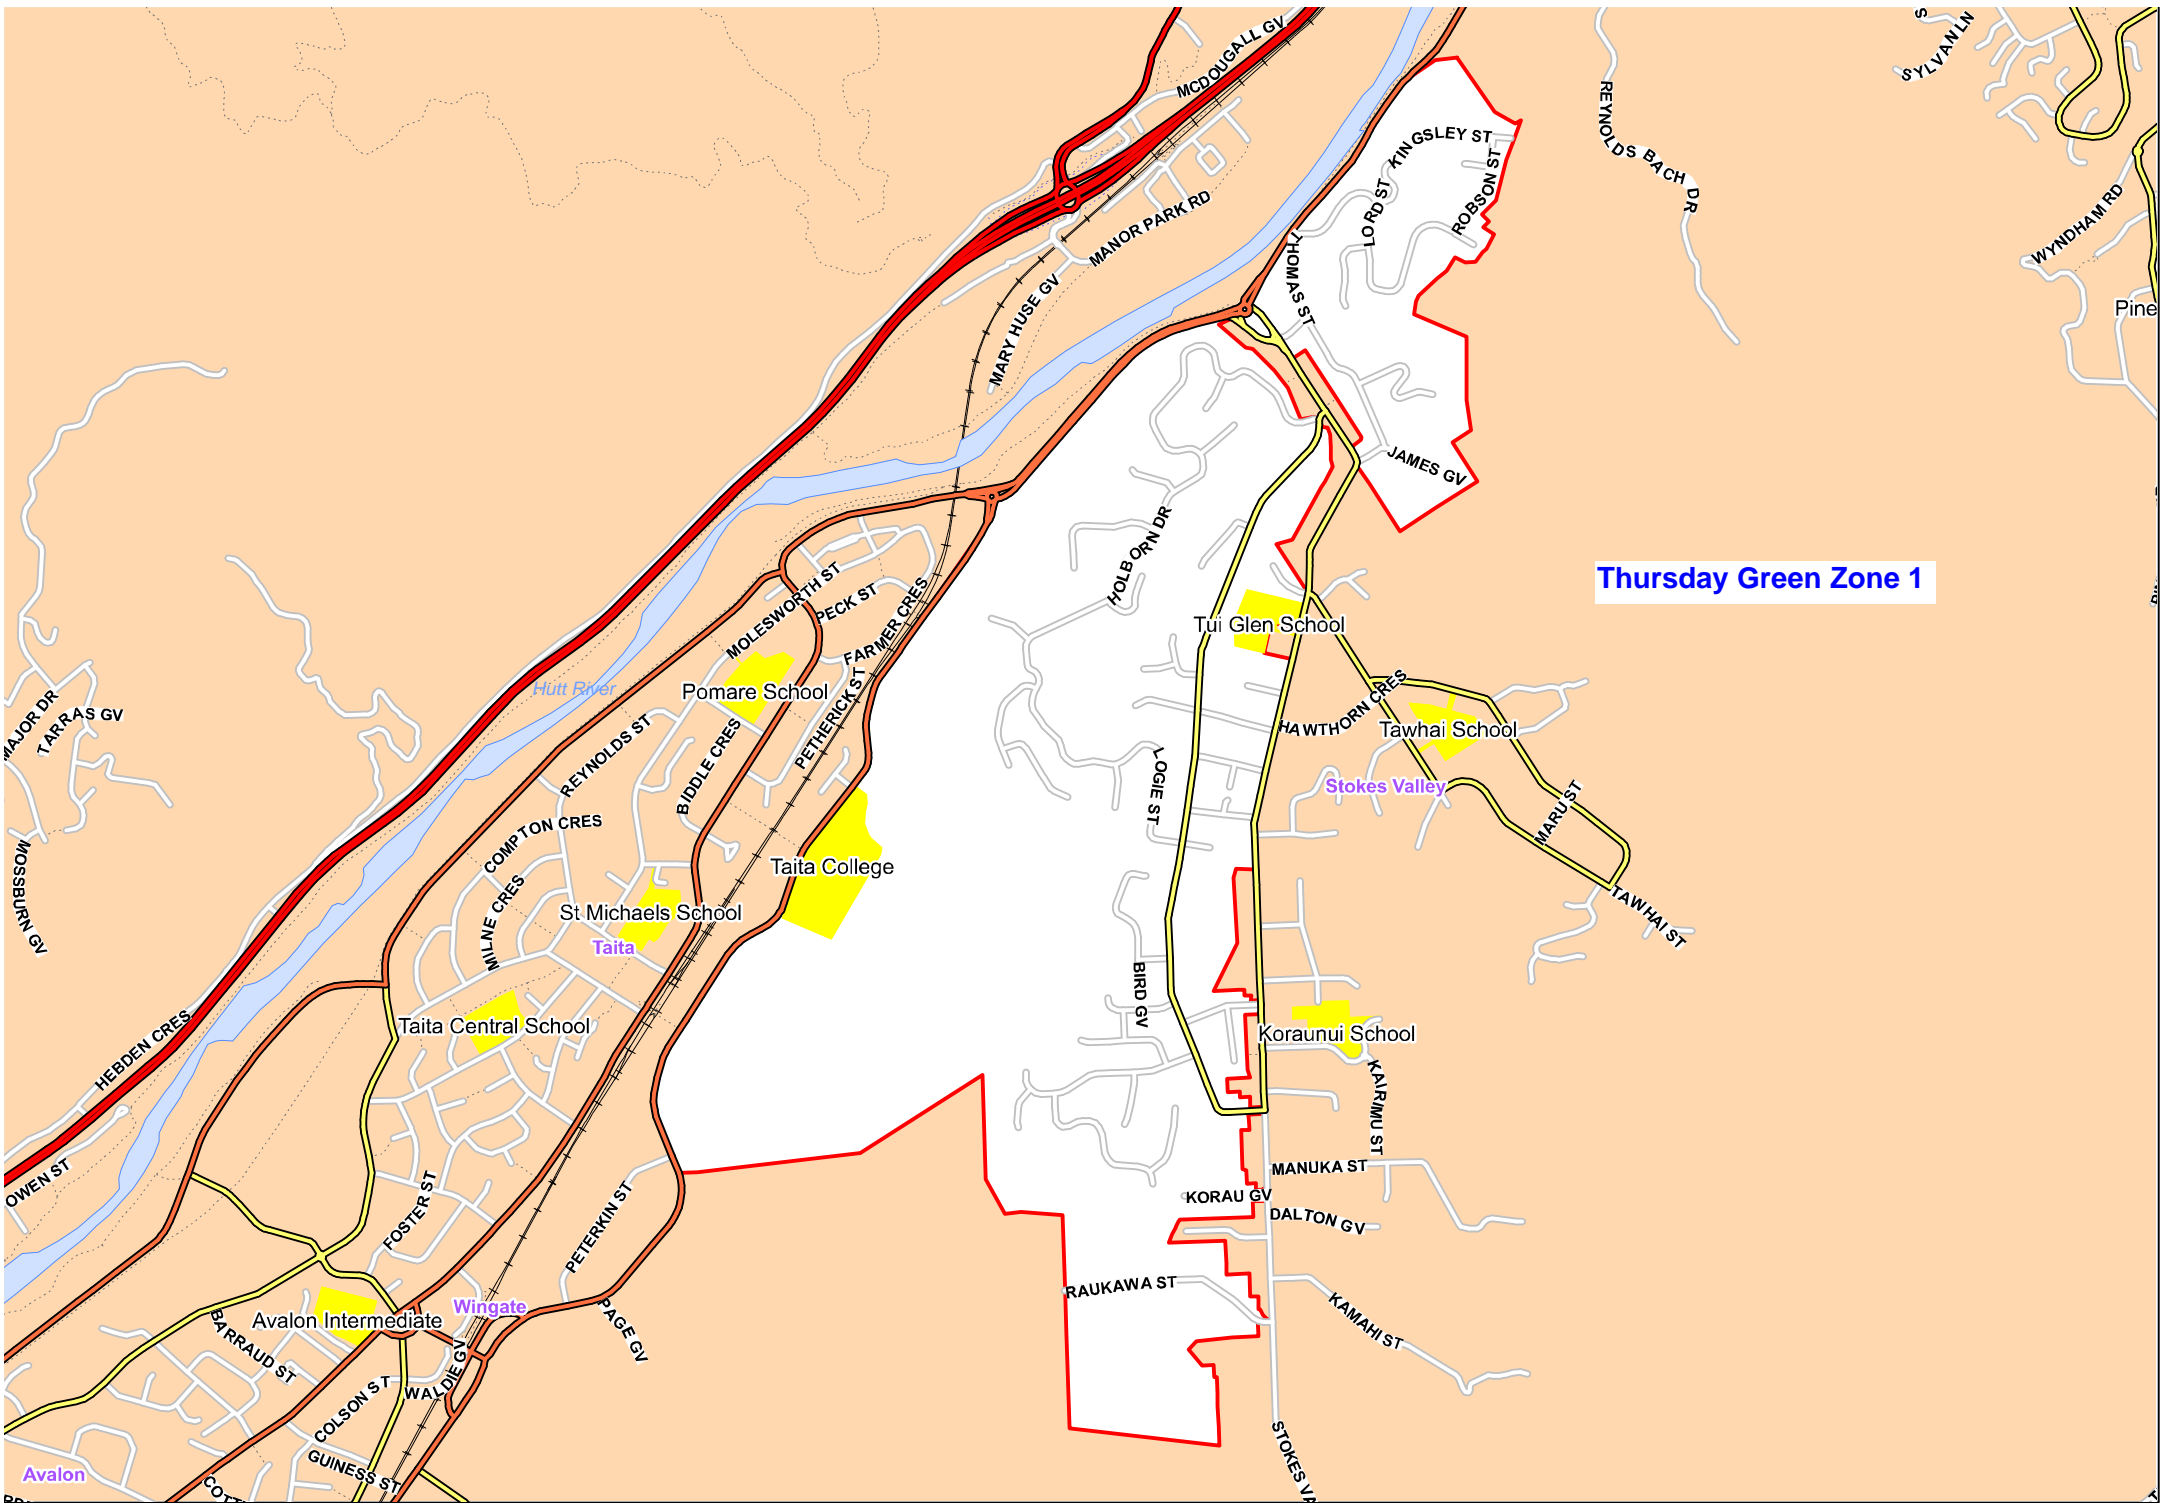 MCDOUGALL GV
SYLVAN LN
S
KINGSLEY ST
REYNOLDS BACH DR
LORD ST
ROBSON ST
MANOR PARK RD
WYNDHAM RD
THOMAS ST
MARY HUSE GV
Pine
JAMES GV
HOLBORN DR
Thursday Green Zone 1
MOLESWORTH ST
PECK ST
FARMER CRES
Tui Glen School
Hutt River
Pomare School
PETHERICK ST
HAWTHORN CRES
Tawhai School
MAJOR DR
TARRAS GV
REYNOLDS ST
BIDDLE CRES
LOGIE ST
Stokes Valley
MARU ST
COMPTON CRES
MOSSBURN GV
Taita College
MILNE CRES
St Michaels School
Taita
TAWHAI ST
BIRD GV
Taita Central School
Koraunui School
HEBDEN CRES
KAIRIMU ST
OWEN ST
MANUKA ST
KORAU GV
DALTON GV
FOSTER ST
PETERKIN ST
RAUKAWA ST
Wingate
Avalon Intermediate
PAGE GV
KAMAHI ST
BARRAUD ST
WALDIE GV
COLSON ST
GUINESS ST
Avalon
STOKES VA
COTT